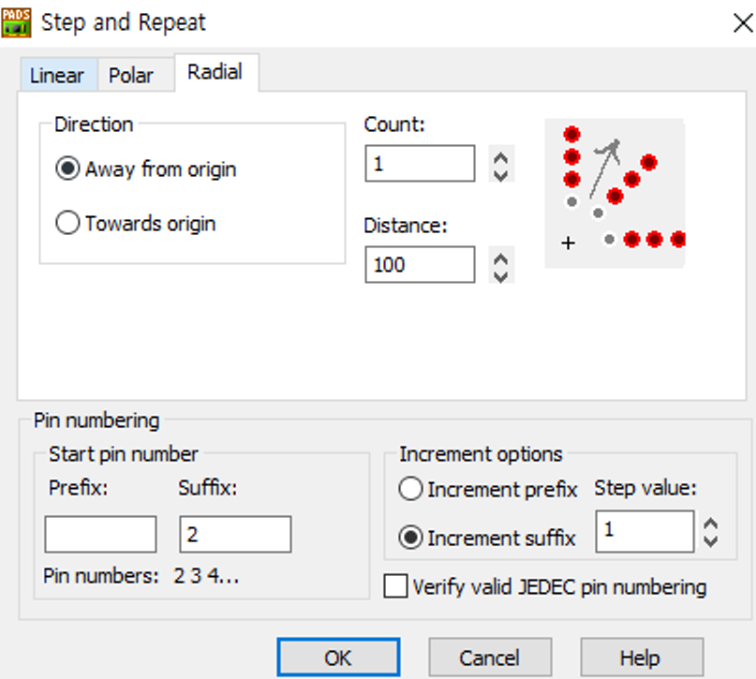 PADS
Step and Repeat
Linear Polar Radial
Direction
Away from origin
Towards origin
Count:
1
Distance:
100
Pin numbering
Start pin number
Prefix: Suffix:
2
Pin numbers: 2 3 4...
Increment options
Increment prefix
Increment suffix
Step value:
1
Verify valid JEDEC pin numbering
OK Cancel Help